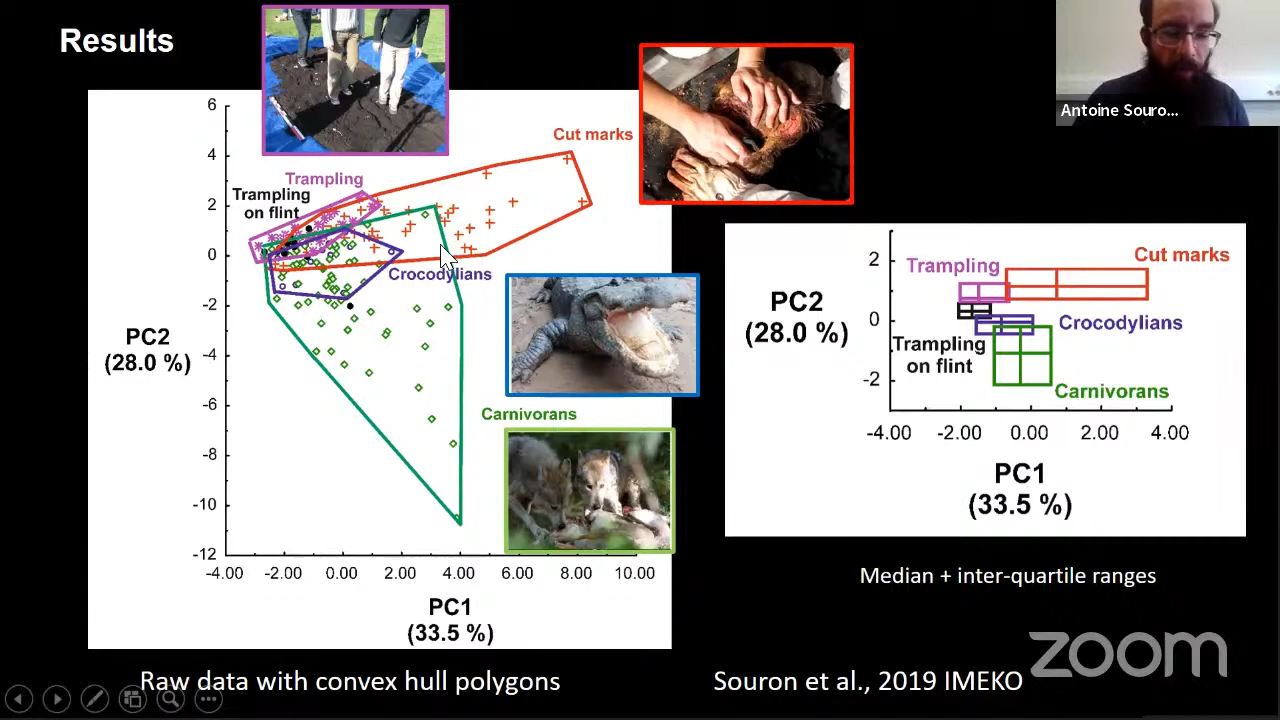 Results
Antoine Souro...
6
4
2
0
-2
-4
-6
-8
-10
-12
-4.00
-2.00
0.00
2.00
4.00
6.00
8.00
10.00
PC2
(28.0 %)
PC1
(33.5 %)
Cut marks
Trampling
Trampling
on flint
Crocodylians
Carnivorans
Raw data with convex hull polygons
PC2
(28.0 %)
2
0
-2
Trampling
Cut marks
Crocodylians
Trampling
on flint
Carnivorans
-4.00
-2.00
0.00
2.00
4.00
PC1
(33.5 %)
Median + inter-quartile ranges
Souron et al., 2019 IMEKO
zoom